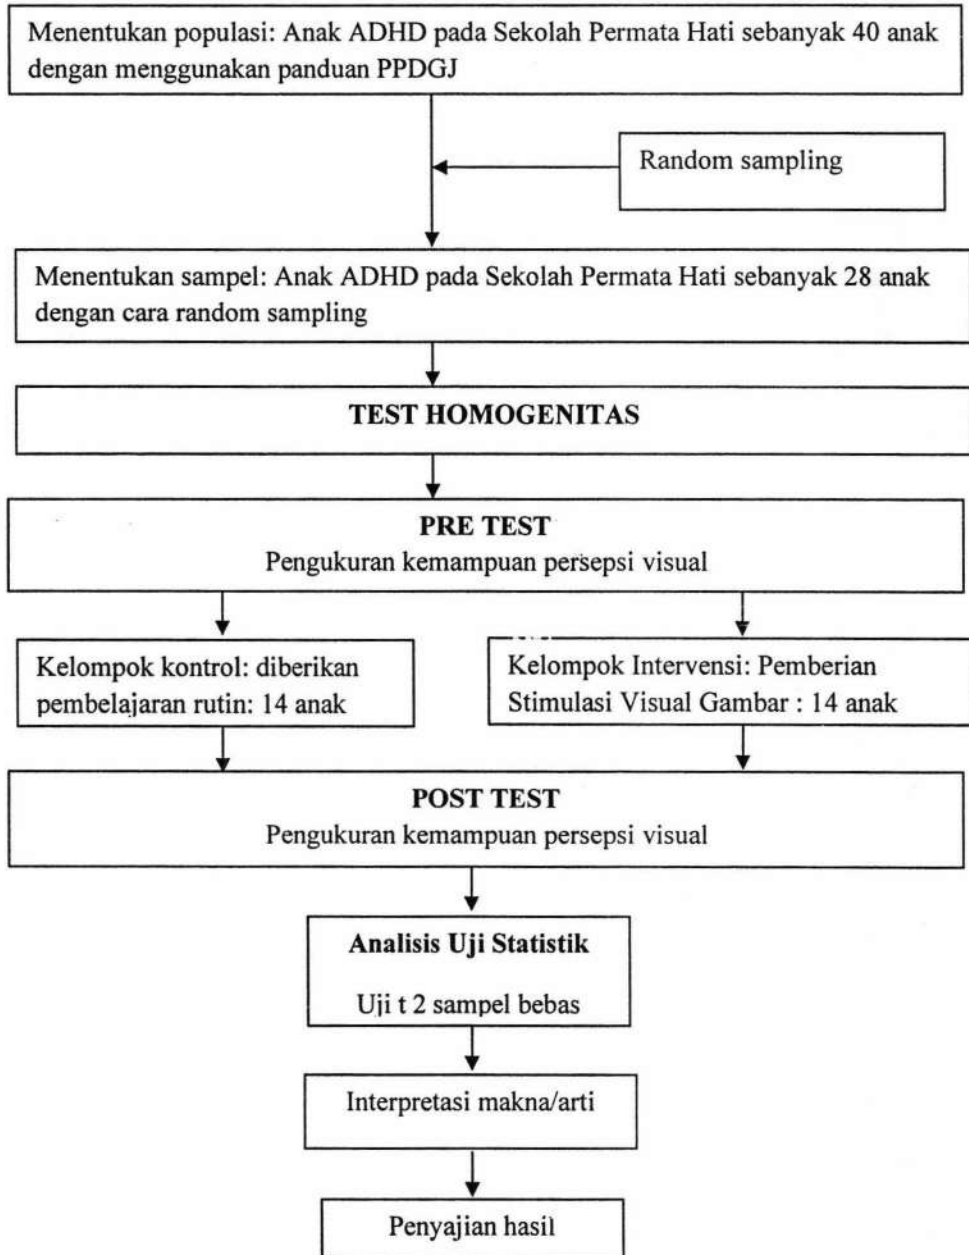 Menentukan populasi: Anak ADHD pada Sekolah Permata Hati sebanyak 40 anak
dengan menggunakan panduan PPDGJ
Random sampling
Menentukan sampel: Anak ADHD pada Sekolah Permata Hati sebanyak 28 anak
dengan cara random sampling
TEST HOMOGENITAS
PRE TEST
Pengukuran kemampuan persepsi visual
Kelompok kontrol: diberikan
pembelajaran rutin: 14 anak
Kelompok Intervensi: Pemberian
Stimulasi Visual Gambar : 14 anak
POST TEST
Pengukuran kemampuan persepsi visual
Analisis Uji Statistik
Uji t 2 sampel bebas
Interpretasi makna/arti
Penyajian hasil